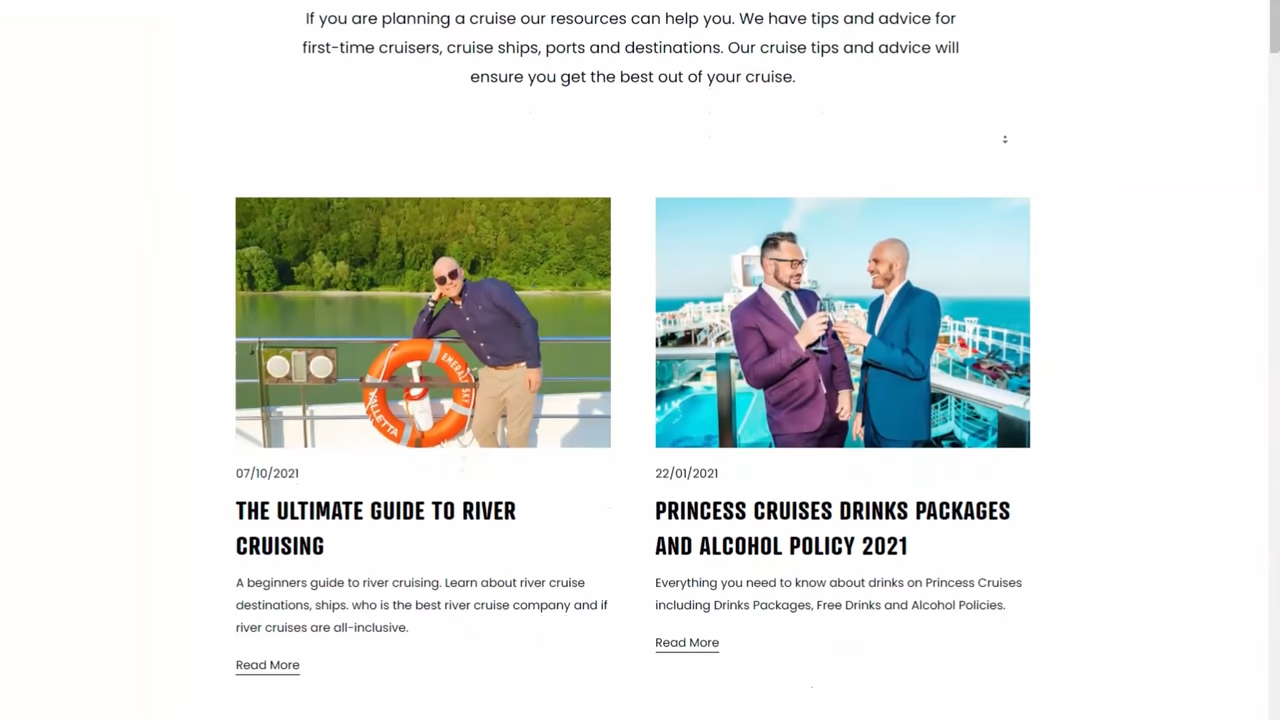 If you are planning a cruise our resources can help you. We have tips and advice for
first-time cruisers, cruise ships, ports and destinations. Our cruise tips and advice will
ensure you get the best out of your cruise.
EMERALD SKY
VALLETTA
07/10/2021
THE ULTIMATE GUIDE TO RIVER
CRUISING
A beginners guide to river cruising. Learn about river cruise
destinations, ships. who is the best river cruise company and if
river cruises are all-inclusive.
Read More
22/01/2021
PRINCESS CRUISES DRINKS PACKAGES
AND ALCOHOL POLICY 2021
Everything you need to know about drinks on Princess Cruises
including Drinks Packages, Free Drinks and Alcohol Policies.
Read More